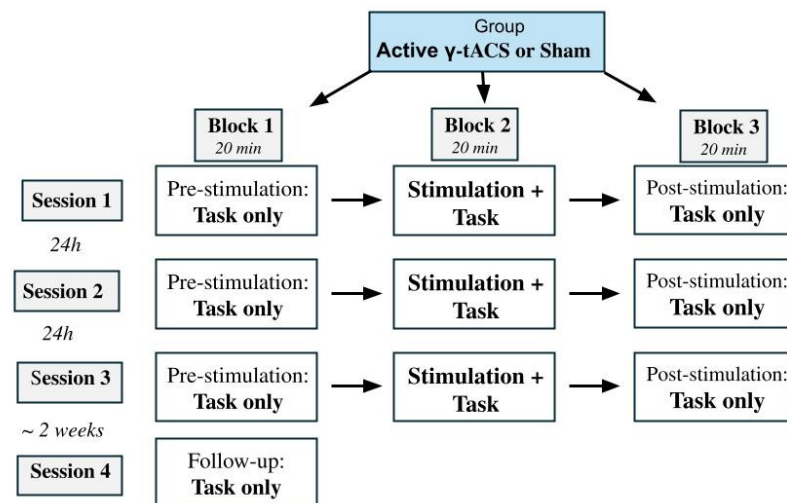 Group
Active γ-tACS or Sham
Block 1
20 min
Block 2
20 min
Block 3
20 min
Session 1
Pre-stimulation:
Task only
Stimulation +
Task
Post-stimulation:
Task only
24h
Session 2
Pre-stimulation:
Task only
Stimulation +
Task
Post-stimulation:
Task only
24h
Session 3
Pre-stimulation:
Task only
Stimulation +
Task
Post-stimulation:
Task only
~ 2 weeks
Session 4
Follow-up:
Task only